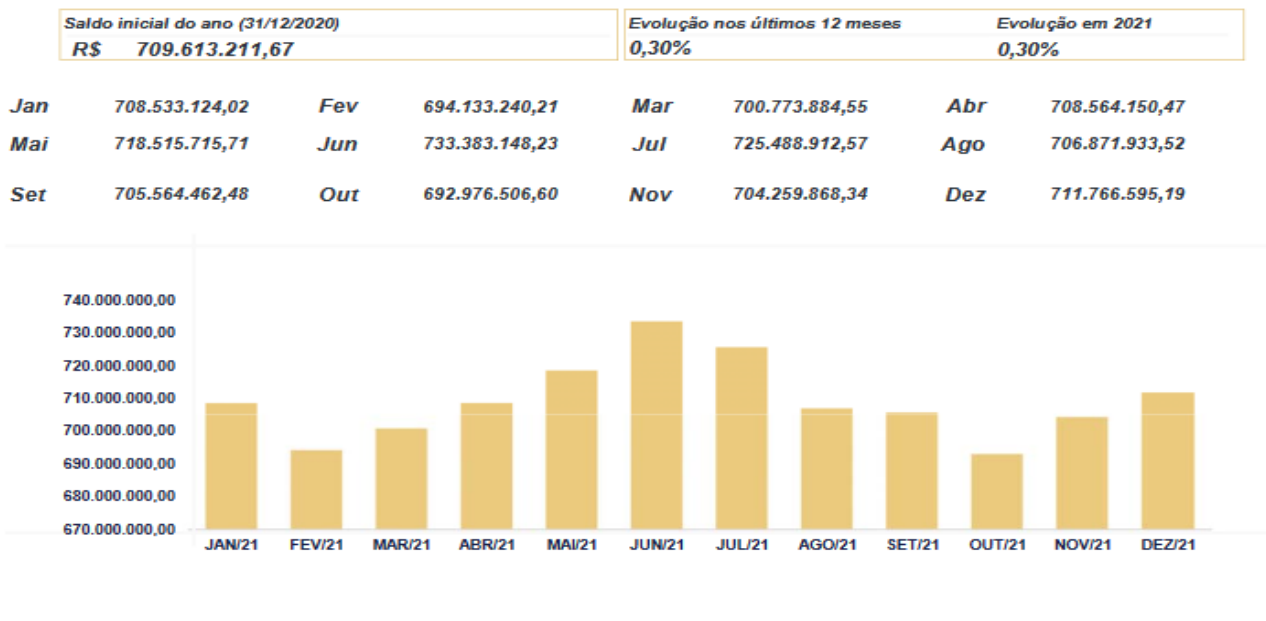 Saldo inicial do ano (31/12/2020) Evolução nos últimos 12 meses Evolução em 2021
R$ 709.613.211,67 0,30% 0,30%
Jan 708.533.124,02 Fev 694.133.240,21 Mar 700.773.884,55 Abr 708.564.150,47
Mai 718.515.715,71 Jun 733.383.148,23 Jul 725.488.912,57 Ago 706.871.933,52
Set 705.564.462,48 Out 692.976.506,60 Nov 704.259.868,34 Dez 711.766.595,19
740.000.000,00
730.000.000,00
720.000.000,00
710.000.000,00
700.000.000,00
690.000.000,00
680.000.000,00
670.000.000,00
JAN/21 FEV/21 MAR/21 ABR/21 MAI/21 JUN/21 JUL/21 AGO/21 SET/21 OUT/21 NOV/21 DEZ/21